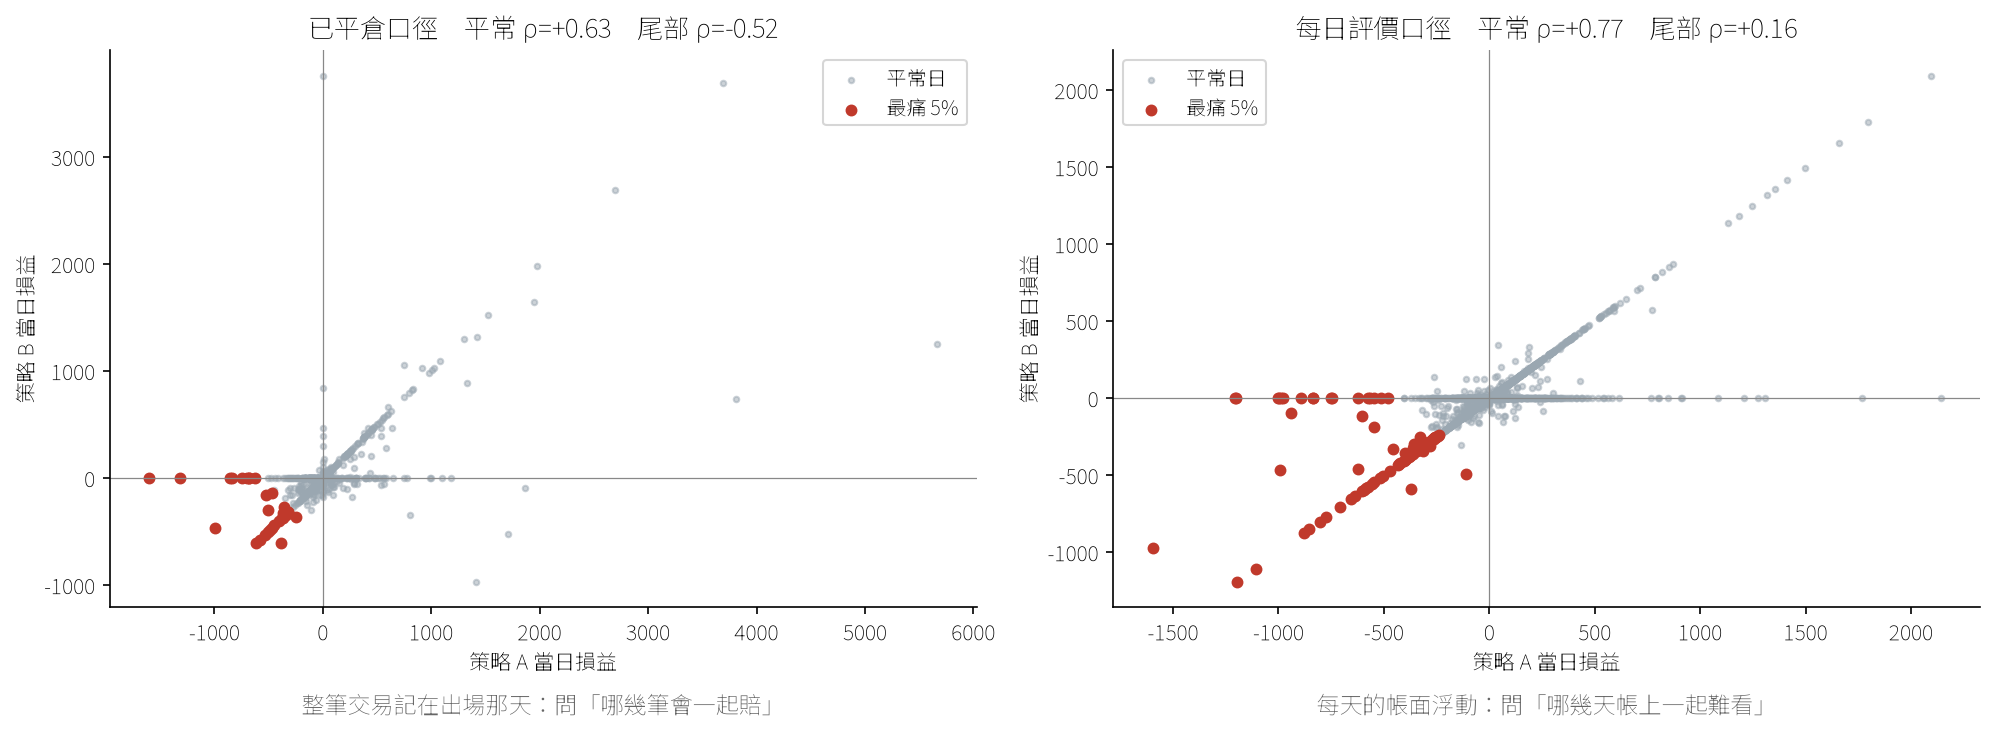 已平倉口徑　平常 ρ=+0.63　尾部 ρ=-0.52
平常日
最痛 5%
3000
2000
1000
0
-1000
策略 B 當日損益
-1000 0 1000 2000 3000 4000 5000 6000
策略 A 當日損益
整筆交易記在出場那天：問「哪幾筆會一起賠」
每日評價口徑　平常 ρ=+0.77　尾部 ρ=+0.16
平常日
最痛 5%
2000
1500
1000
500
0
-500
-1000
策略 B 當日損益
-1500 -1000 -500 0 500 1000 1500 2000
策略 A 當日損益
每天的帳面浮動：問「哪幾天帳上一起難看」